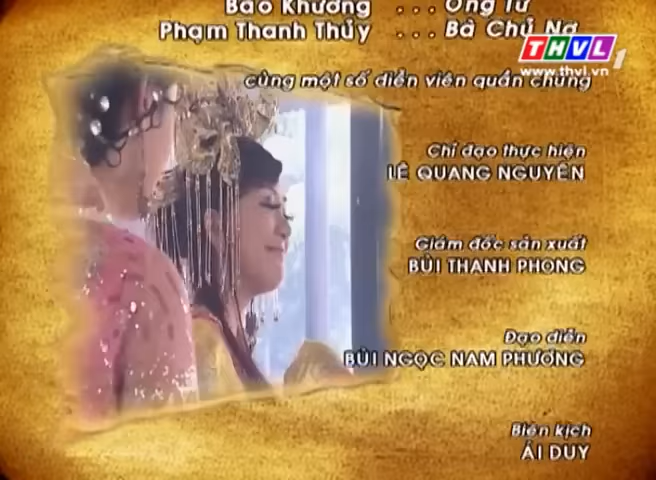 Bảo Khương ... Ông Tư
Phạm Thanh Thủy ... Bà Chủ Nợ
THVL1
www.thvl.vn
cùng một số diễn viên quần chúng
Chỉ đạo thực hiện
LÊ QUANG NGUYÊN
Giám đốc sản xuất
BÙI THANH PHONG
Đạo diễn
BÙI NGỌC NAM PHƯƠNG
Biên kịch
ÁI DUY